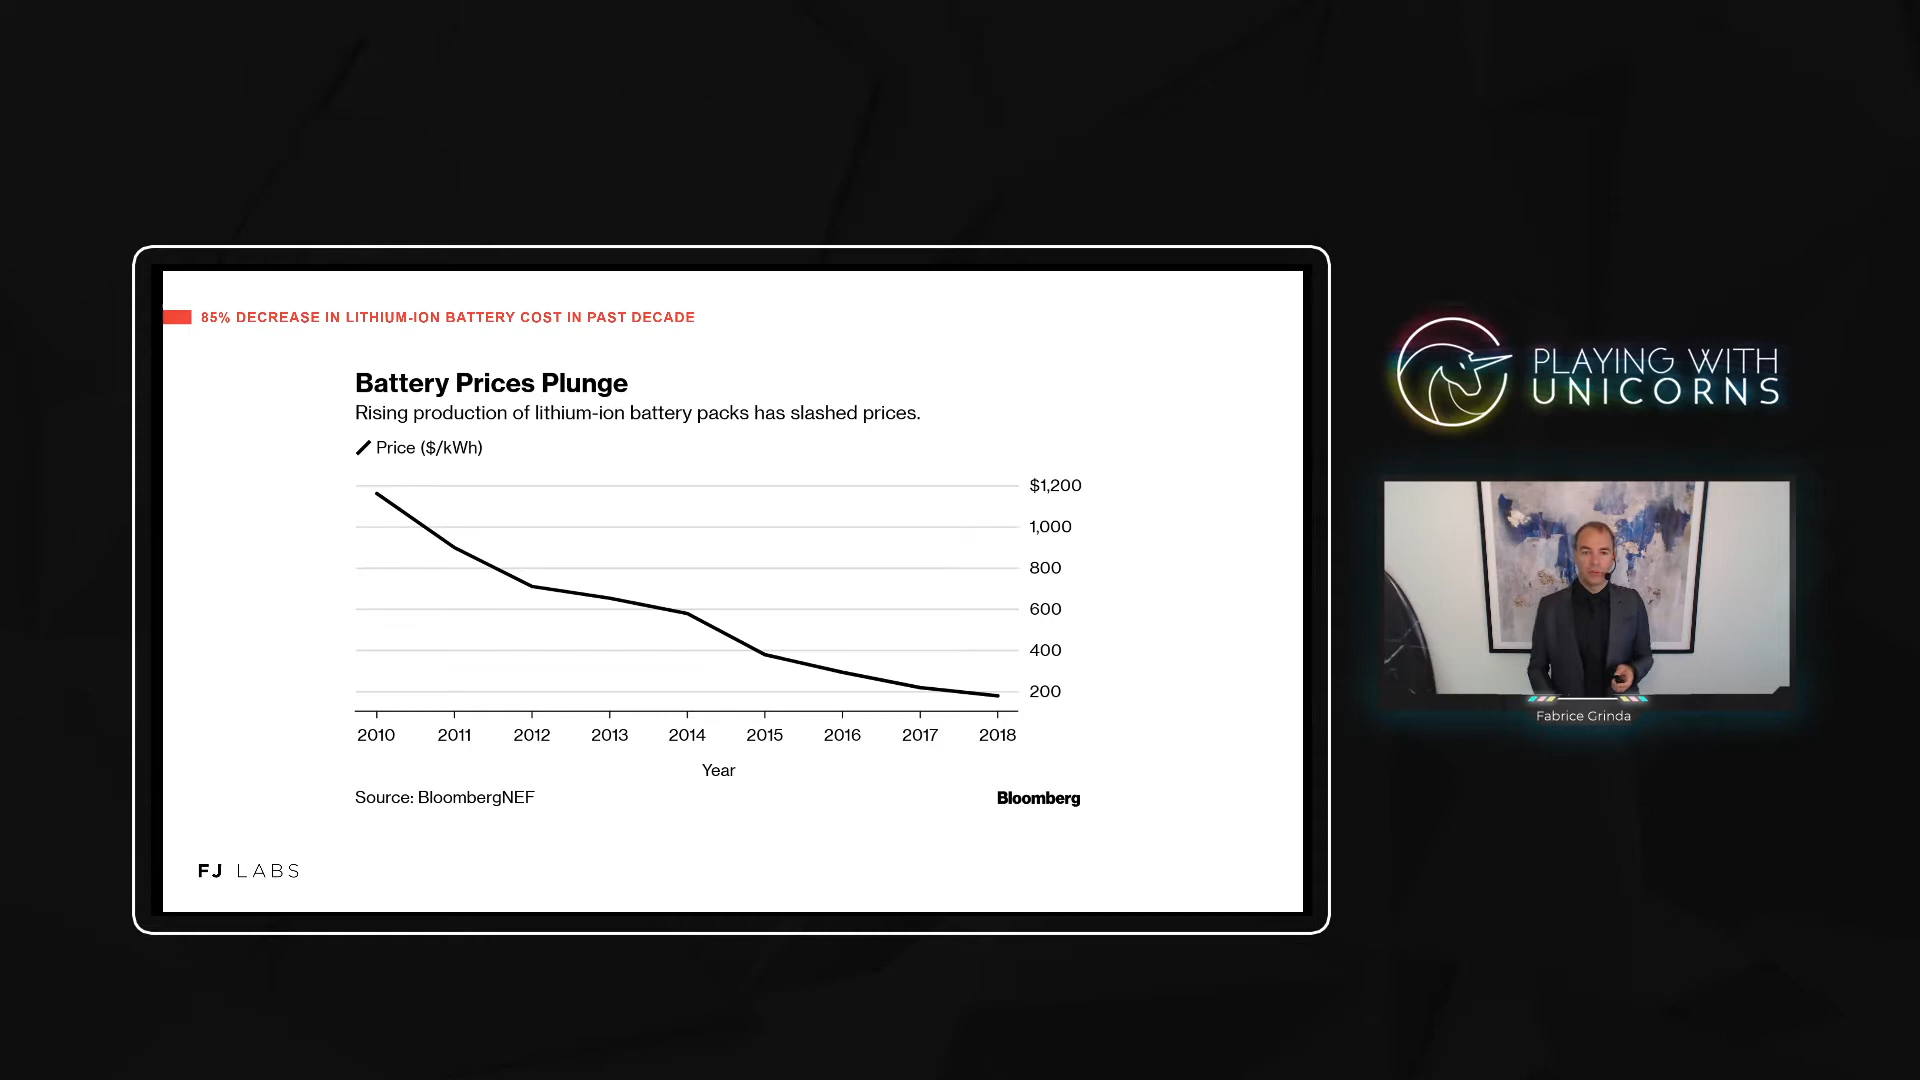 85% DECREASE IN LITHIUM-ION BATTERY COST IN PAST DECADE
Battery Prices Plunge
Rising production of lithium-ion battery packs has slashed prices.
Price ($/kWh)
$1,200
1,000
800
600
400
200
2010 2011 2012 2013 2014 2015 2016 2017 2018
Year
Source: BloombergNEF
Bloomberg
FJ LABS
PLAYING WITH
UNICORNS
Fabrice Grinda